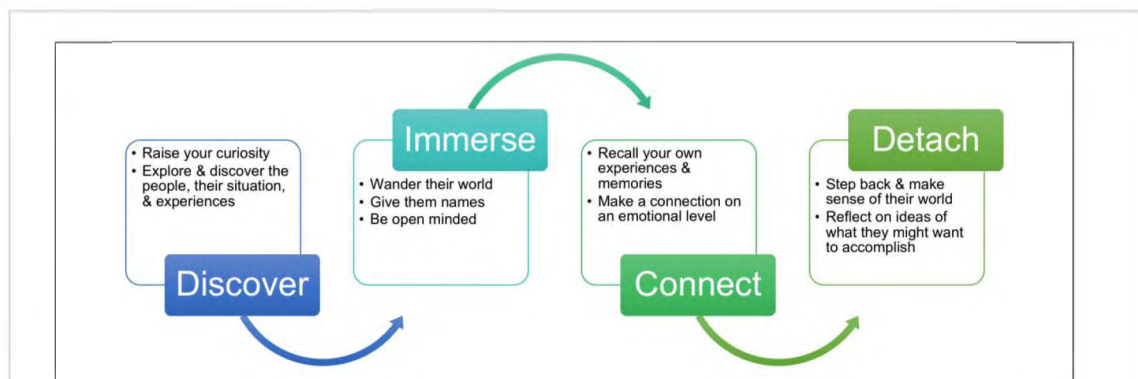 • Raise your curiosity
• Explore & discover the
people, their situation,
& experiences
Discover
Immerse
• Wander their world
• Give them names
• Be open minded
• Recall your own
experiences &
memories
• Make a connection on
an emotional level
Connect
Detach
• Step back & make
sense of their world
• Reflect on ideas of
what they might want
to accomplish